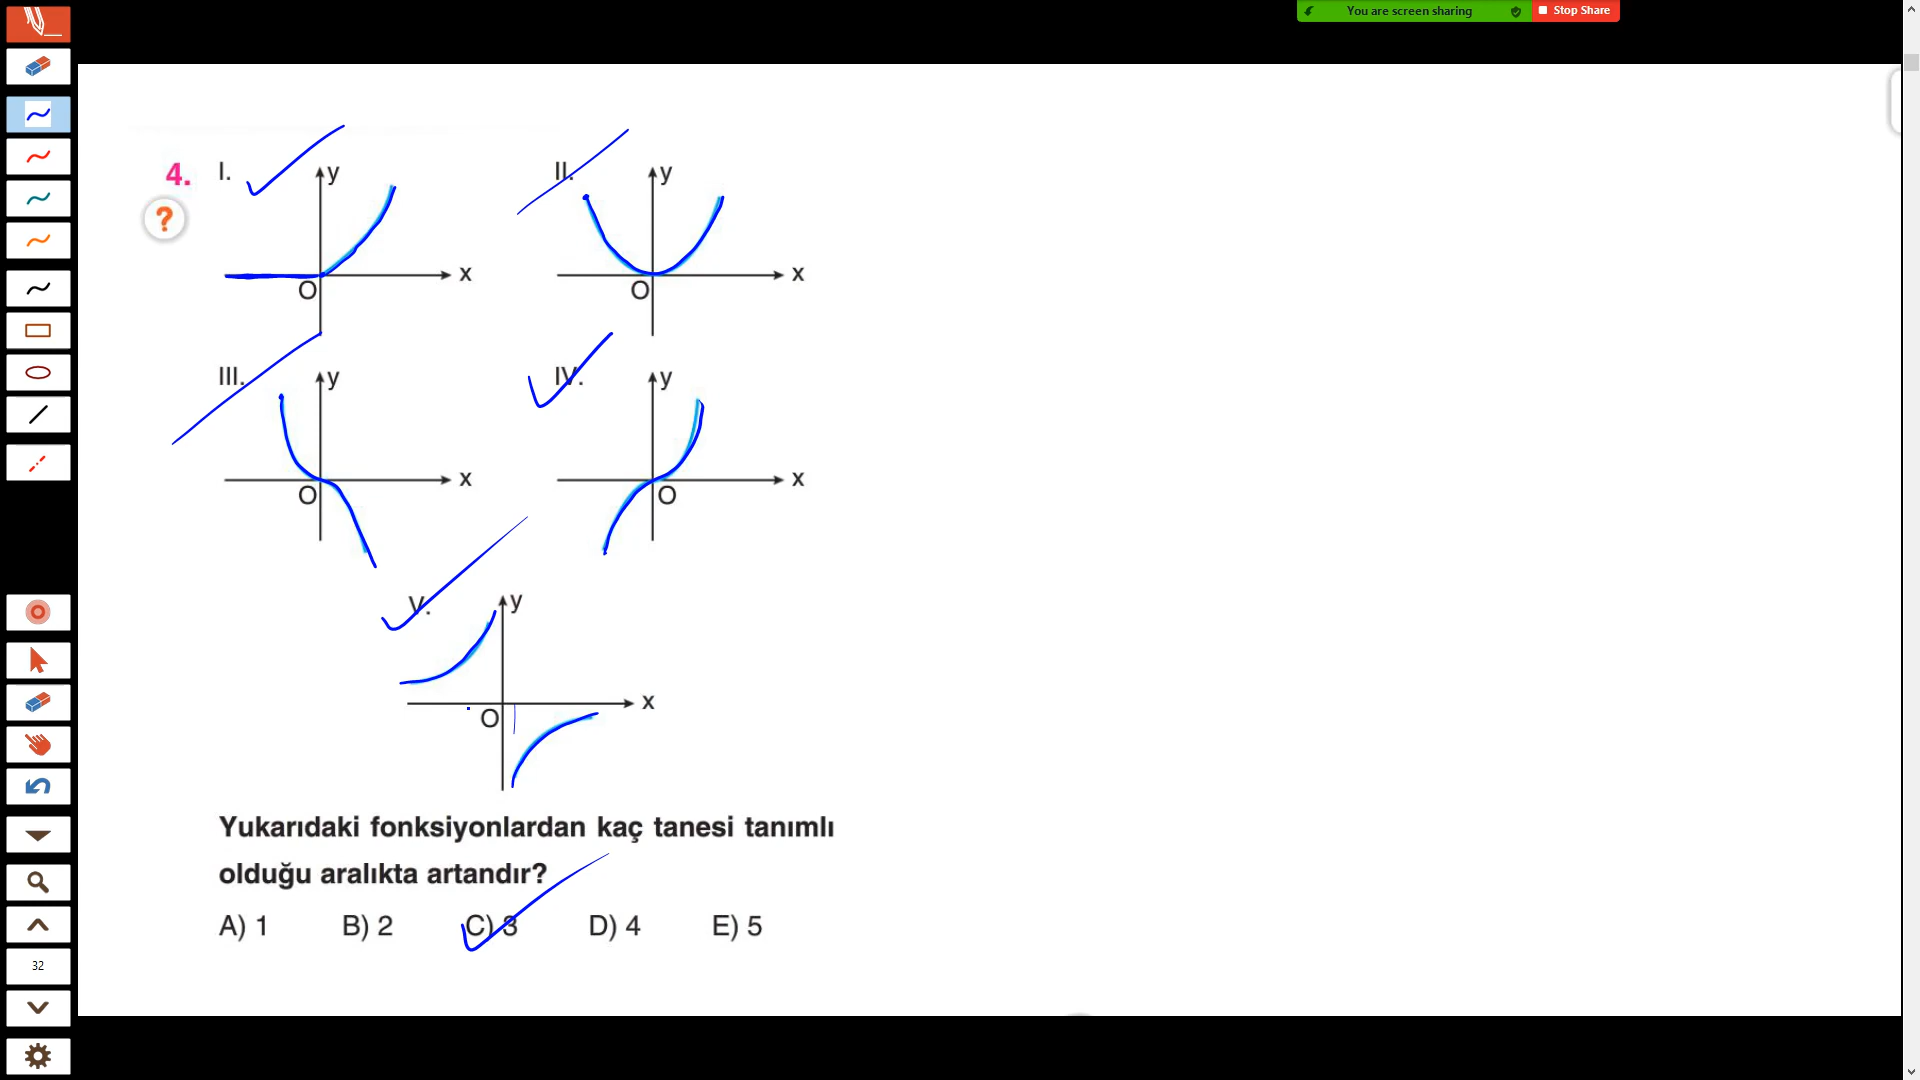 You are screen sharing Stop Share
4. I. y x O
II. y x O
? III. y x O
IV. y x O
V. y x O
Yukarıdaki fonksiyonlardan kaç tanesi tanımlı
olduğu aralıkta artandır?
A) 1 B) 2 C) 3 D) 4 E) 5
32